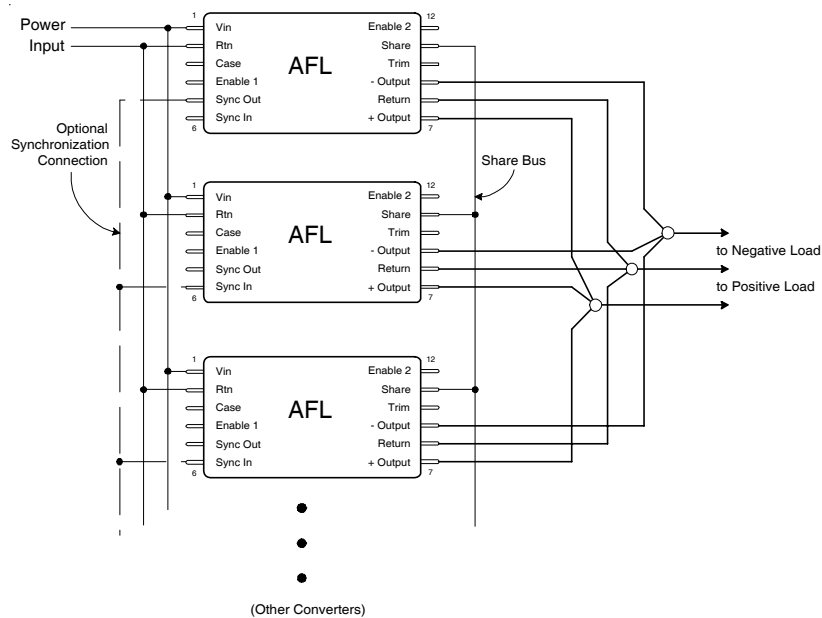 Power
Input
1
Vin
Rtn
Case
Enable 1
Sync Out
Sync In
6
AFL
12
Enable 2
Share
Trim
- Output
Return
+ Output
7
Optional
Synchronization
Connection
Share Bus
1
Vin
Rtn
Case
Enable 1
Sync Out
Sync In
6
AFL
12
Enable 2
Share
Trim
- Output
Return
+ Output
7
to Negative Load
to Positive Load
1
Vin
Rtn
Case
Enable 1
Sync Out
Sync In
6
AFL
12
Enable 2
Share
Trim
- Output
Return
+ Output
7
(Other Converters)